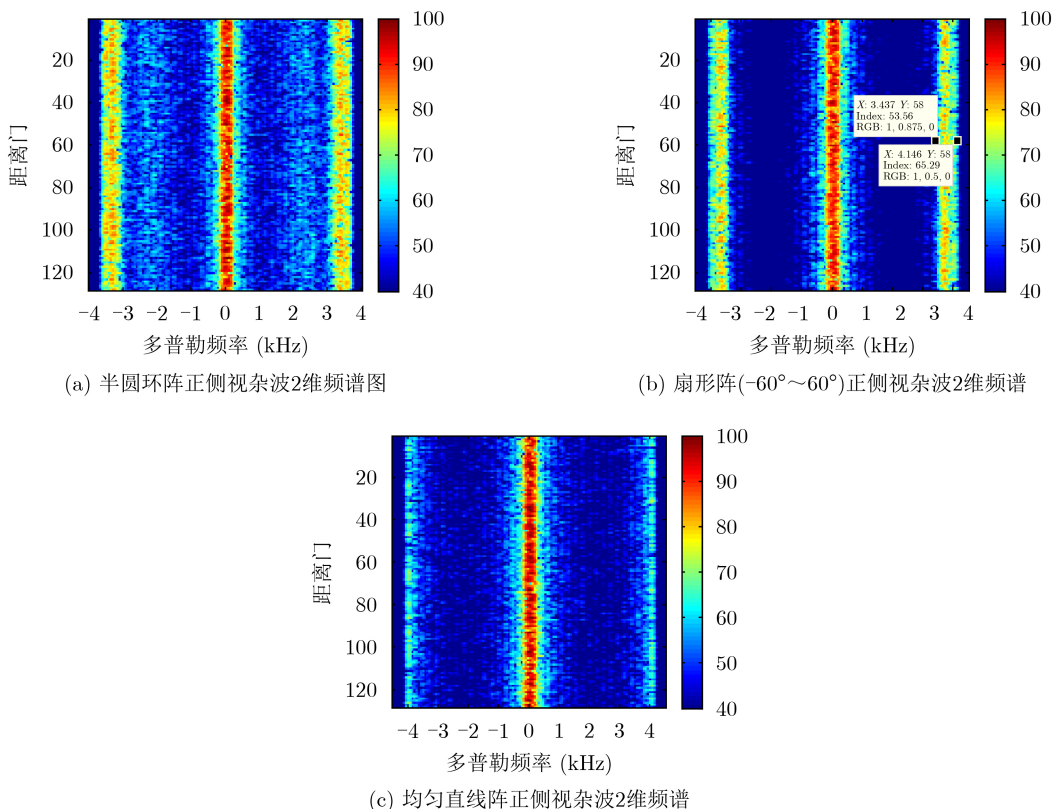 100
90
80
70
60
50
40
20
40
60
80
100
120
距离门
−4 −3 −2 −1 0 1 2 3 4
多普勒频率 (kHz)
(a) 半圆环阵正侧视杂波2维频谱图
100
90
80
70
60
50
40
20
40
60
80
100
120
距离门
X: 3.437 Y: 58
Index: 53.56
RGB: 1, 0.875, 0
X: 4.146 Y: 58
Index: 65.29
RGB: 1, 0.5, 0
−4 −3 −2 −1 0 1 2 3 4
多普勒频率 (kHz)
(b) 扇形阵(−60°～60°)正侧视杂波2维频谱
100
90
80
70
60
50
40
20
40
60
80
100
120
距离门
−4 −3 −2 −1 0 1 2 3 4
多普勒频率 (kHz)
(c) 均匀直线阵正侧视杂波2维频谱